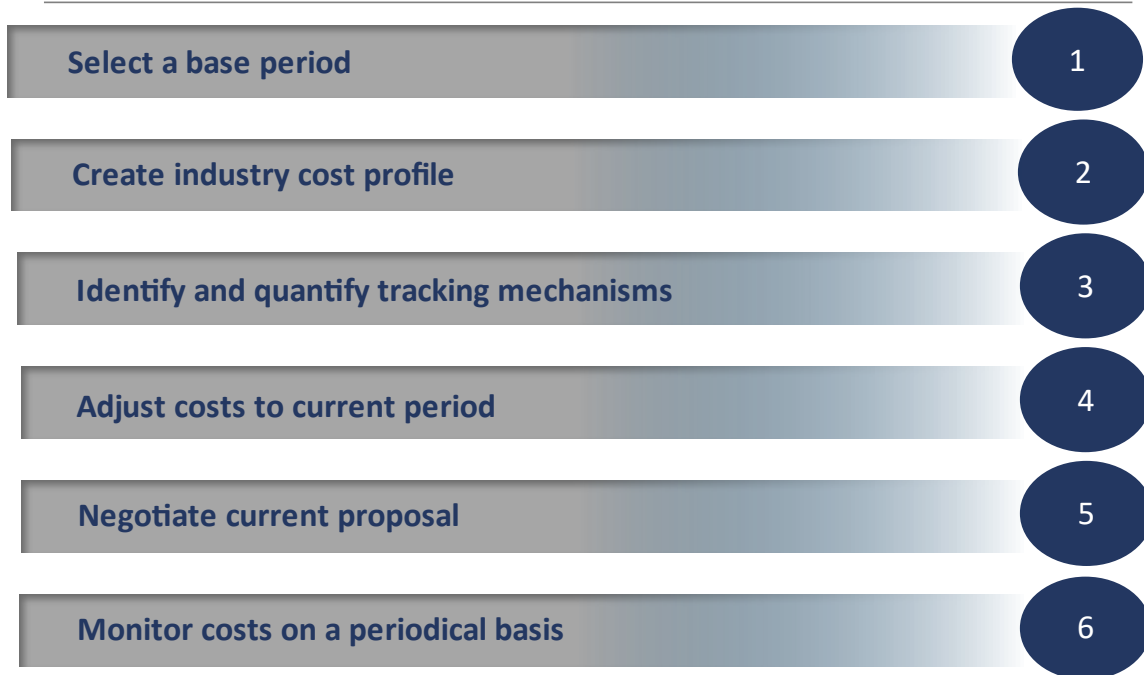 Select a base period 1
Create industry cost profile 2
Identify and quantify tracking mechanisms 3
Adjust costs to current period 4
Negotiate current proposal 5
Monitor costs on a periodical basis 6